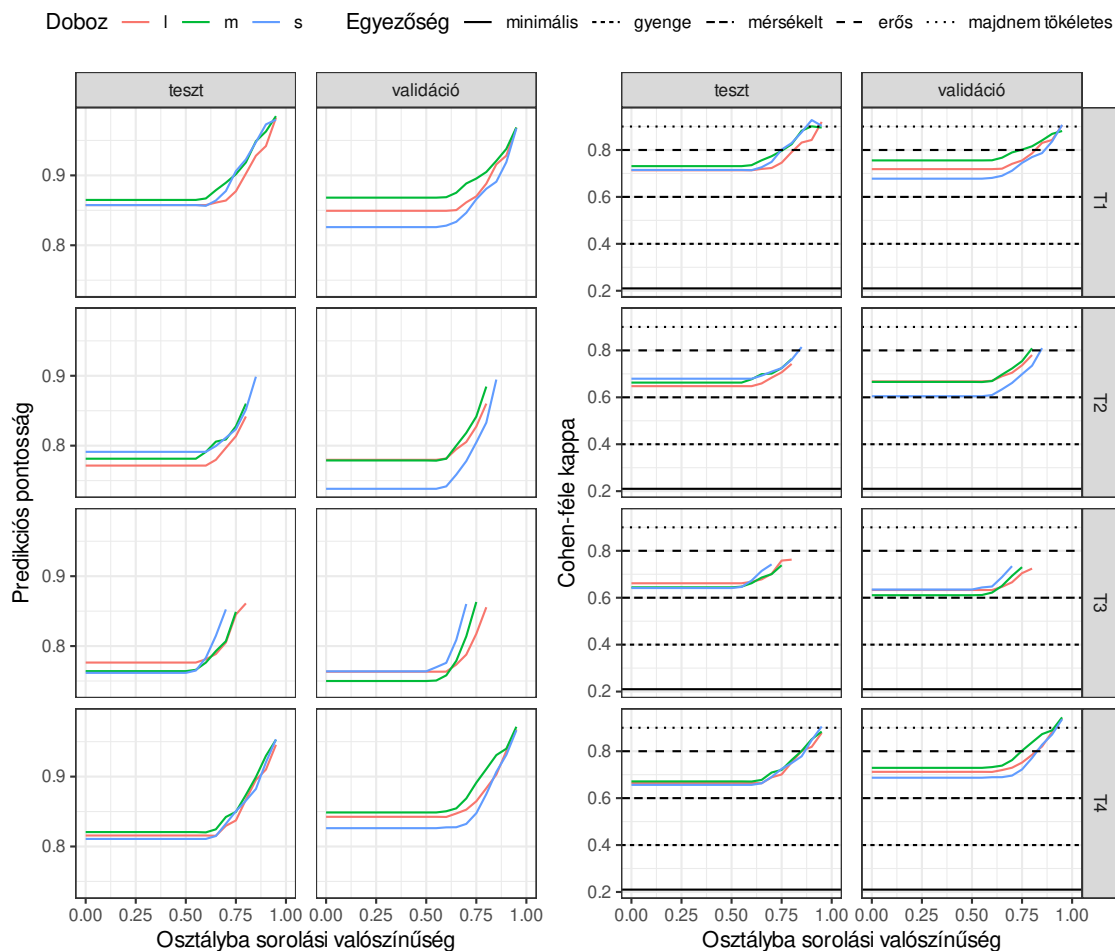 Doboz l m s Egyezőség minimális gyenge mérsékelt erős majdnem tökéletes
teszt validáció teszt validáció
Predikciós pontosság
0.9
0.8
0.9
0.8
0.9
0.8
0.9
0.8
0.00 0.25 0.50 0.75 1.00 0.00 0.25 0.50 0.75 1.00
Osztályba sorolási valószínűség
Cohen-féle kappa
0.8
0.6
0.4
0.2
0.8
0.6
0.4
0.2
0.8
0.6
0.4
0.2
0.8
0.6
0.4
0.2
T1
T2
T3
T4
0.00 0.25 0.50 0.75 1.00 0.00 0.25 0.50 0.75 1.00
Osztályba sorolási valószínűség